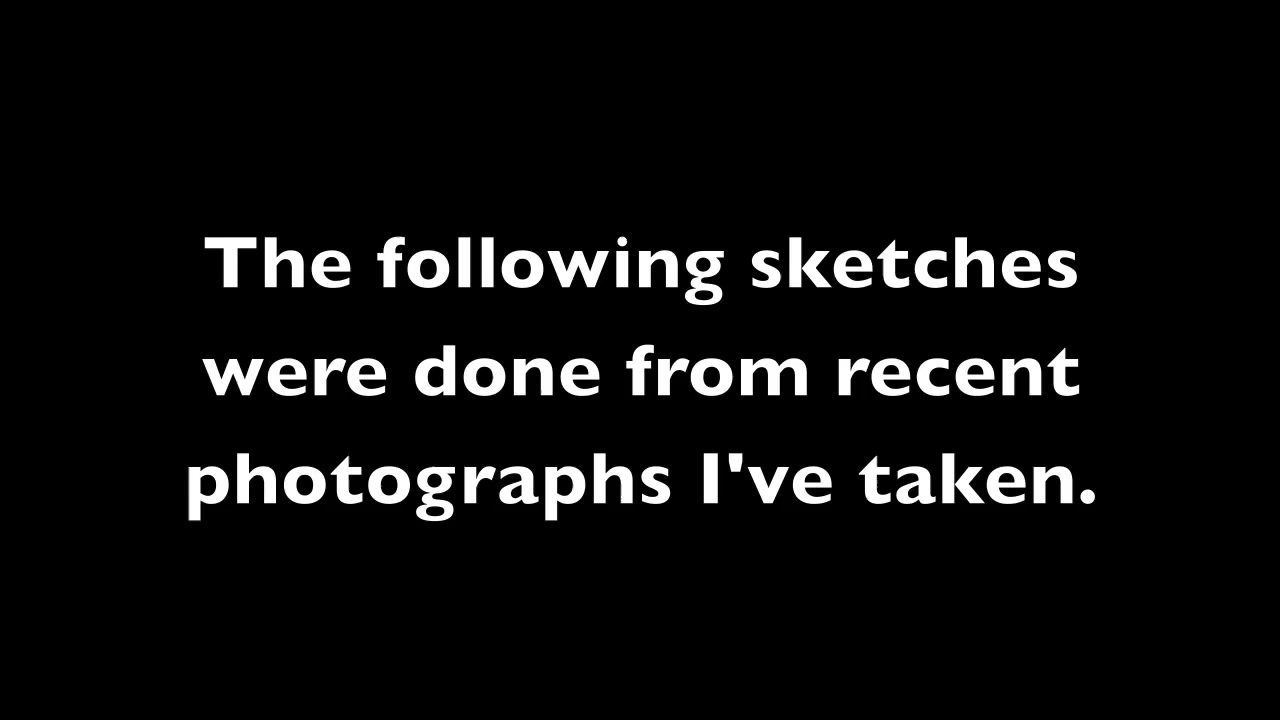 The following sketches
were done from recent
photographs I've taken.